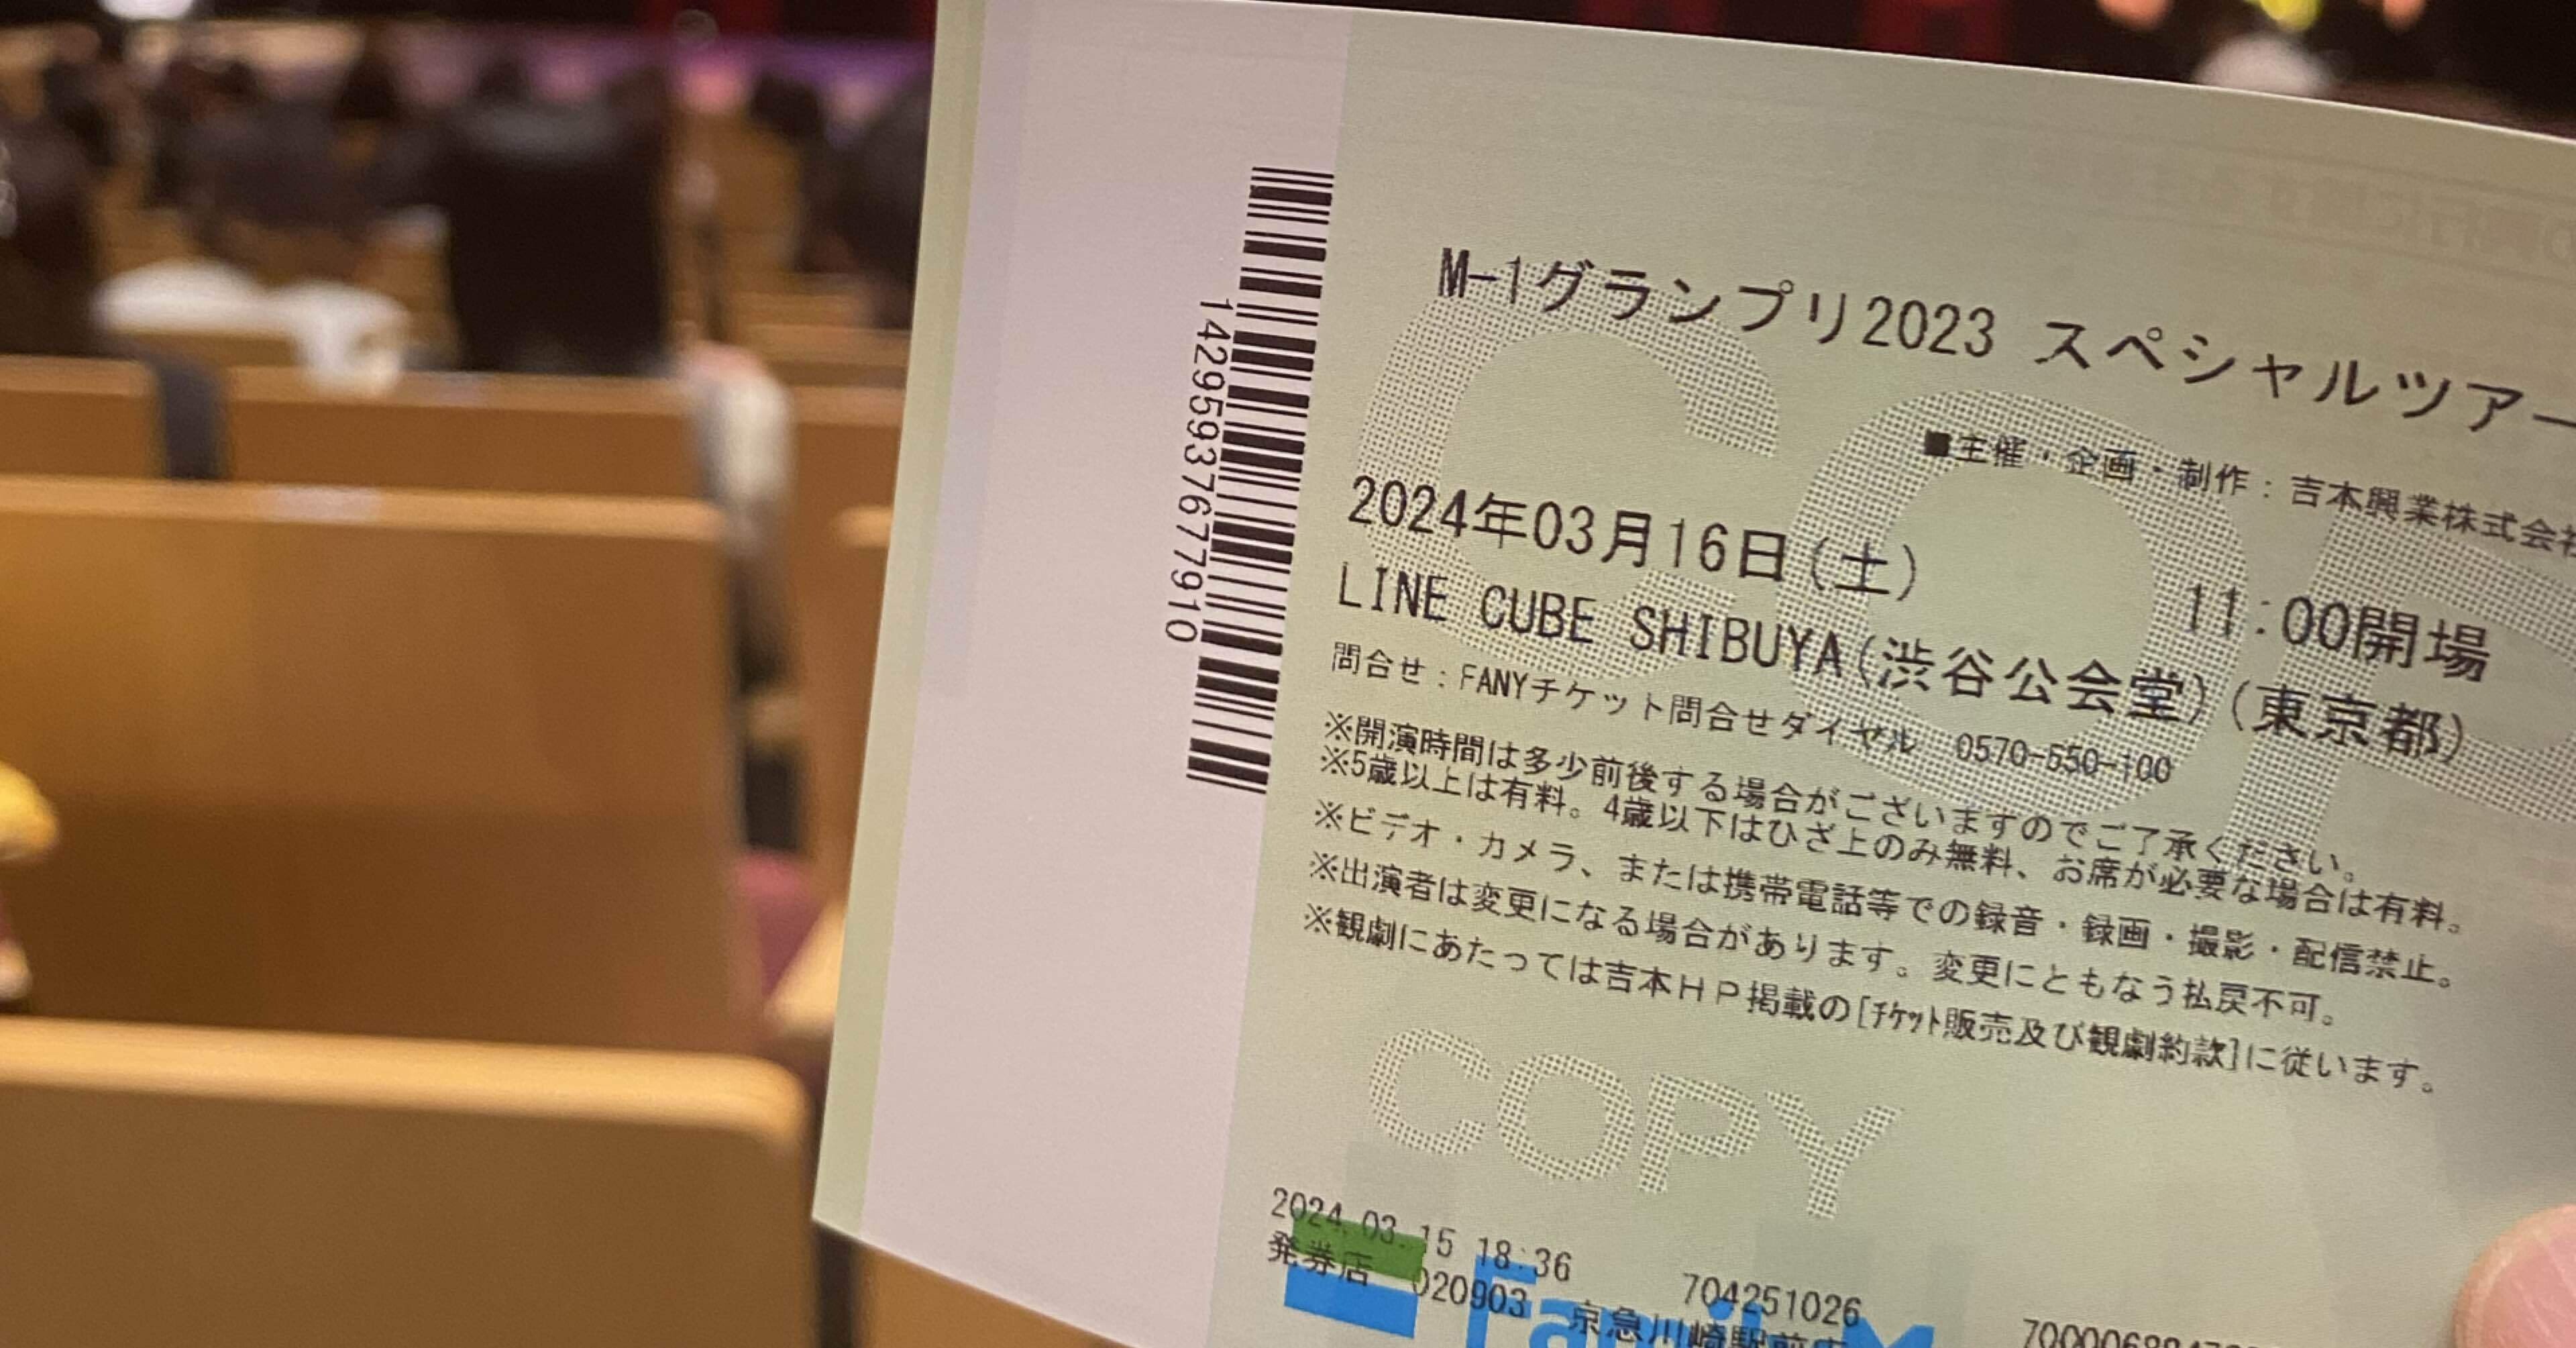 M-1グランプリ2023 スペシャルツアー
■主催・企画・制作：吉本興業株式会社
2024年03月16日(土) 11:00開場
LINE CUBE SHIBUYA(渋谷公会堂)(東京都)
問合せ：FANYチケット問合せダイヤル 0570-550-100
※開演時間は多少前後する場合がございますのでご了承ください。
※5歳以上は有料。4歳以下はひざ上のみ無料、お席が必要な場合は有料。
※ビデオ・カメラ、または携帯電話等での録音・録画・撮影・配信禁止。
※出演者は変更になる場合があります。変更にともなう払戻不可。
※観劇にあたっては吉本ＨＰ掲載の[ﾁｹｯﾄ販売及び観劇約款]に従います。
COPY
2024.03.15 18:36 704251026
発券店 020903 京急川崎駅前店
1429593767791０